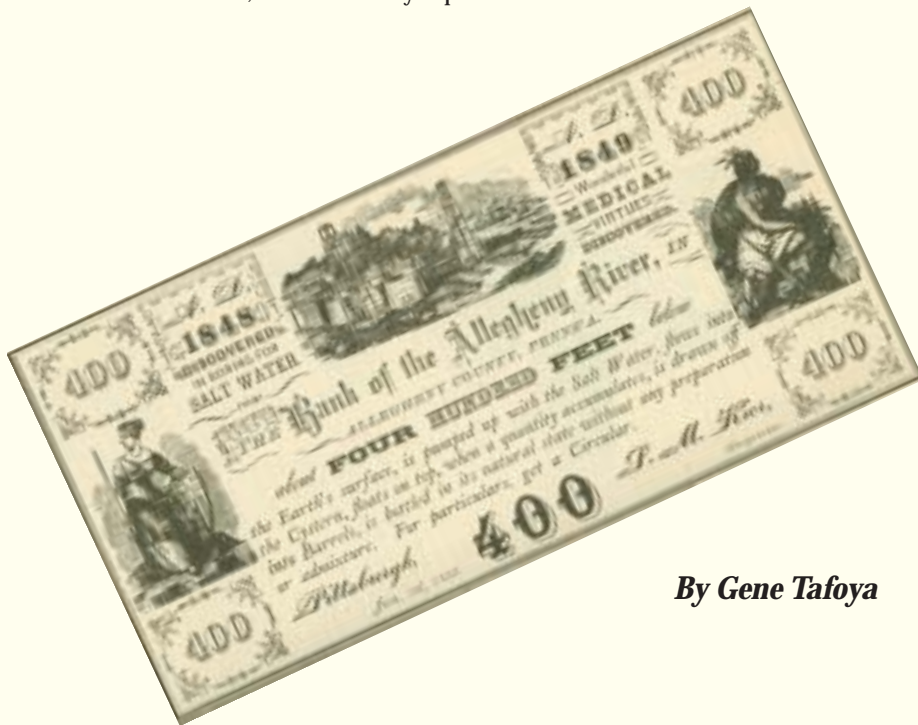 400
A. D.
1848
DISCOVERED
IN BORING FOR
SALT WATER
A. D.
1849
Wonderful
MEDICAL
VIRTUES
DISCOVERED
400
THE Bank of the Allegheny River, IN
ALLEGHENY COUNTY, PENN'A.
about FOUR HUNDRED FEET below
the Earth's surface, is pumped up with the Salt Water, flows into
the Cistern, floats on top, when a quantity accumulates, is drawn off
into Barrels, is bottled in its natural state without any preparation
or admixture. For particulars, get a Circular.
Pittsburgh,
400
S. M. Kier,
400
400
By Gene Tafoya